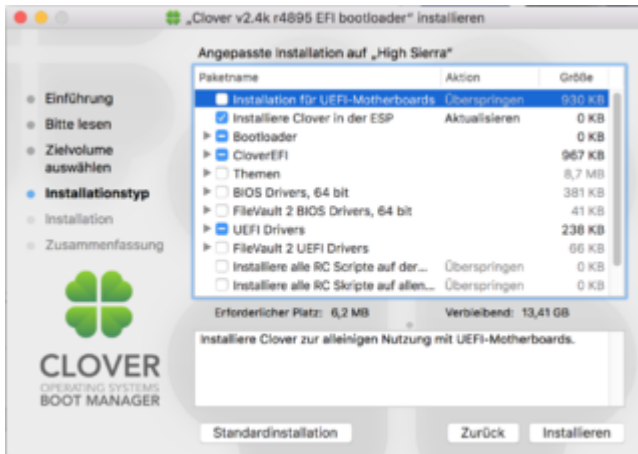 „Clover v2.4k r4895 EFI bootloader“ installieren
Angepasste Installation auf „High Sierra“
Paketname Aktion Größe
Installation für UEFI-Motherboards Überspringen 930 KB
Installiere Clover in der ESP Aktualisieren 0 KB
Bootloader 0 KB
CloverEFI 967 KB
Themen 8,7 MB
BIOS Drivers, 64 bit 381 KB
FileVault 2 BIOS Drivers, 64 bit 41 KB
UEFI Drivers 238 KB
FileVault 2 UEFI Drivers 66 KB
Installiere alle RC Scripte auf der... Überspringen 0 KB
Installiere alle RC Skripte auf allen... Überspringen 0 KB
Einführung
Bitte lesen
Zielvolume
auswählen
Installationstyp
Installation
Zusammenfassung
Erforderlicher Platz: 6,2 MB Verbleibend: 13,41 GB
Installiere Clover zur alleinigen Nutzung mit UEFI-Motherboards.
CLOVER
OPERATING SYSTEMS
BOOT MANAGER
Standardinstallation Zurück Installieren